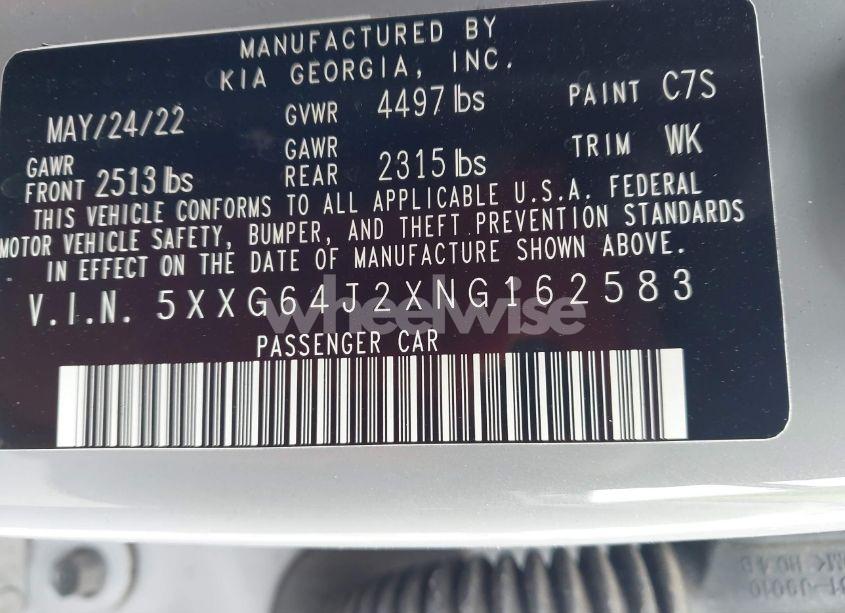 MANUFACTURED BY
KIA GEORGIA, INC.
MAY/24/22 GVWR 4497 lbs PAINT C7S
GAWR FRONT 2513 lbs GAWR REAR 2315 lbs TRIM WK
THIS VEHICLE CONFORMS TO ALL APPLICABLE U.S.A. FEDERAL
MOTOR VEHICLE SAFETY, BUMPER, AND THEFT PREVENTION STANDARDS
IN EFFECT ON THE DATE OF MANUFACTURE SHOWN ABOVE.
V.I.N. 5XXG64J2XNG162583
wheelwise
PASSENGER CAR